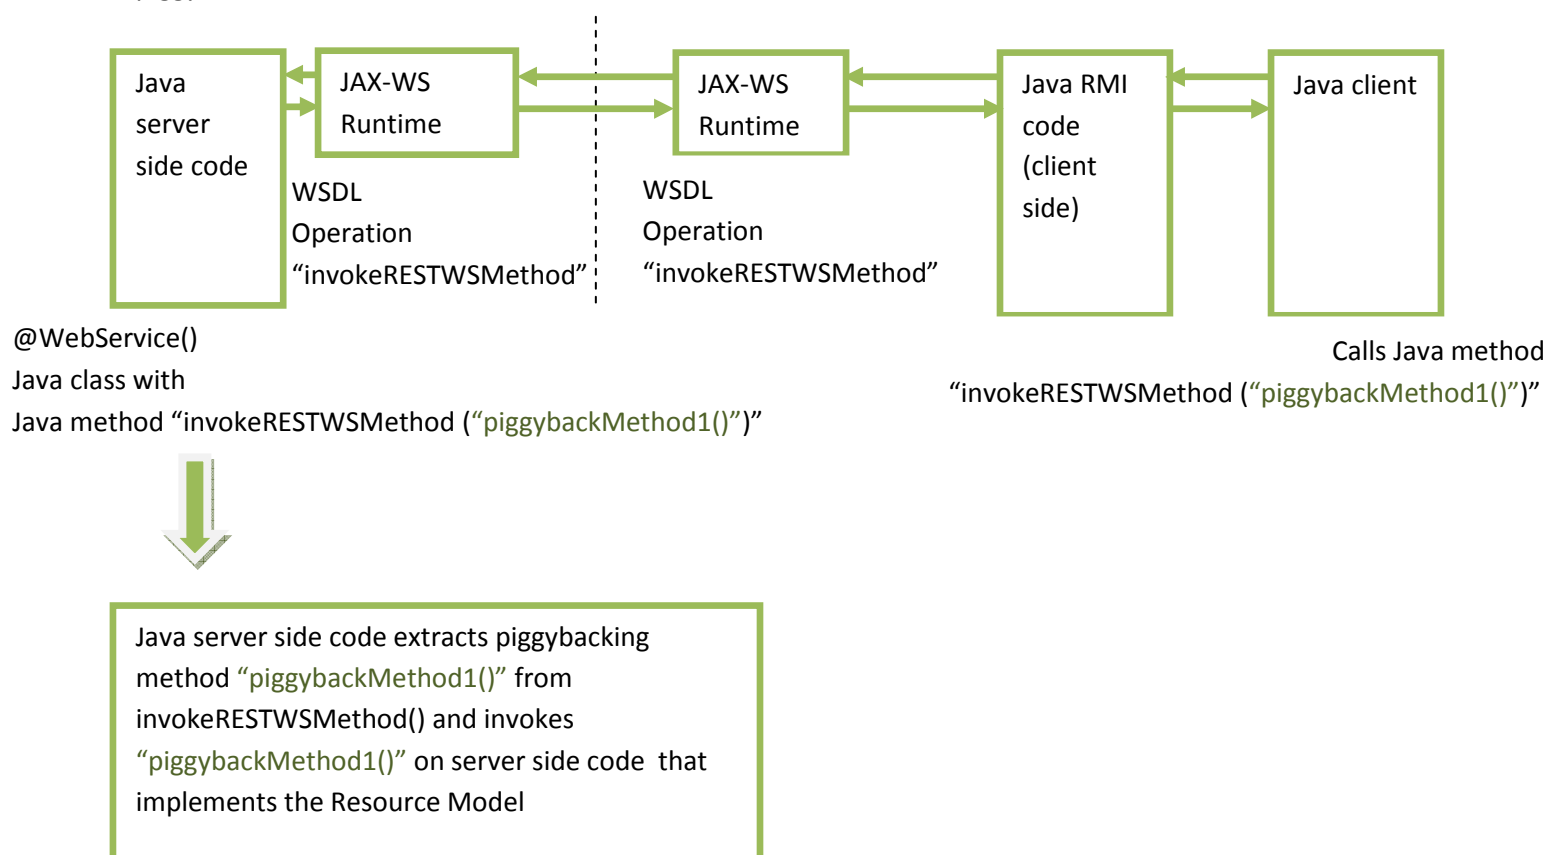 Java
server
side code
JAX-WS
Runtime
JAX-WS
Runtime
Java RMI
code
(client
side)
Java client
WSDL
Operation
“invokeRESTWSMethod”
WSDL
Operation
“invokeRESTWSMethod”
@WebService()
Java class with
Java method “invokeRESTWSMethod (“piggybackMethod1()”)”
Calls Java method
“invokeRESTWSMethod (“piggybackMethod1()”)”
Java server side code extracts piggybacking
method “piggybackMethod1()” from
invokeRESTWSMethod() and invokes
“piggybackMethod1()” on server side code  that
implements the Resource Model